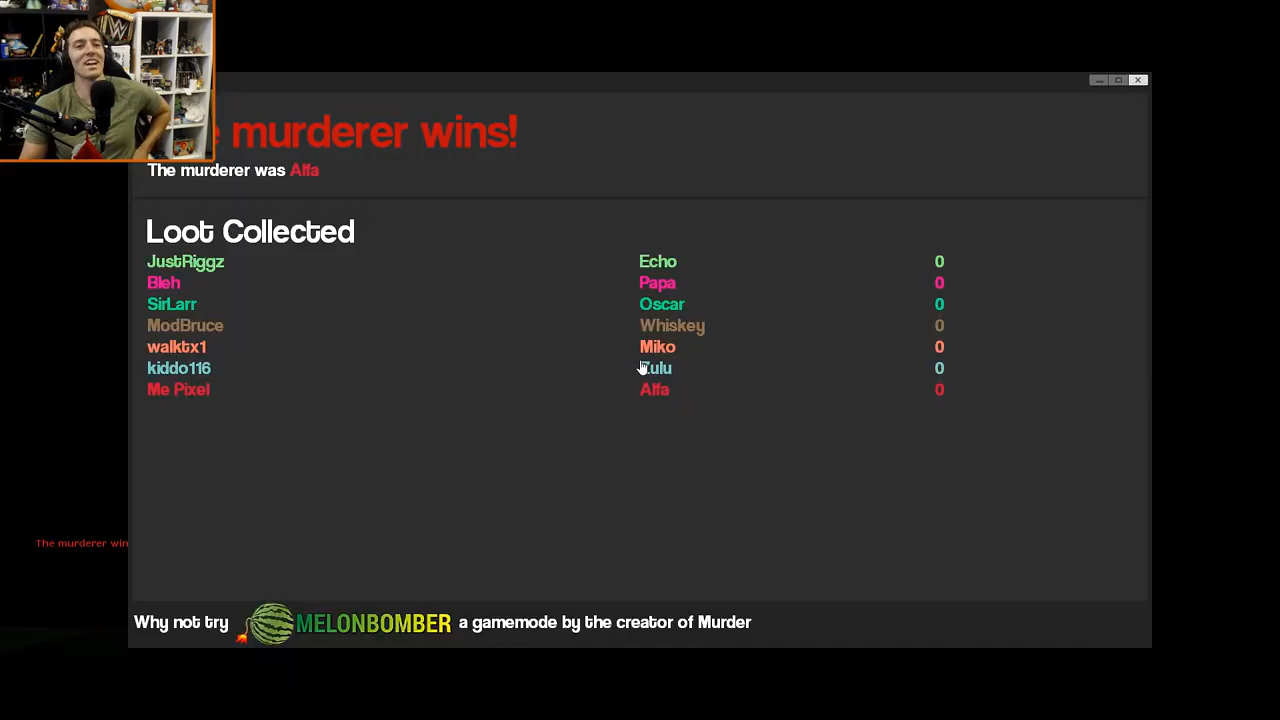 murderer wins!
The murderer was Alfa
Loot Collected
JustRiggz Echo 0
Bleh Papa 0
SirLarr Oscar 0
ModBruce Whiskey 0
walktx1 Miko 0
kiddo116 Zulu 0
Me Pixel Alfa 0
The murderer win
Why not try MELONBOMBER a gamemode by the creator of Murder